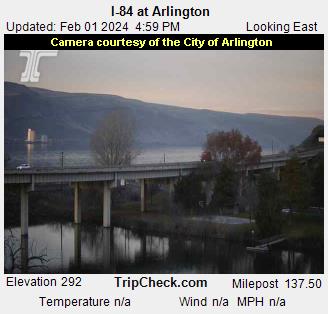 I-84 at Arlington
Updated: Feb 01 2024 4:59 PM Looking East
Camera courtesy of the City of Arlington
Elevation 292 TripCheck.com Milepost 137.50
Temperature n/a Wind n/a MPH n/a